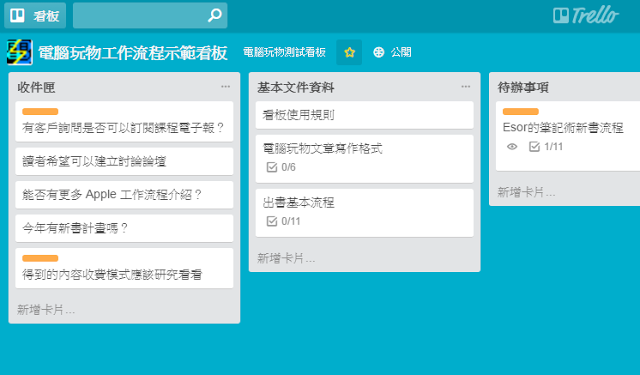 看板
Trello
電腦玩物工作流程示範看板
電腦玩物測試看板
公開
收件匣
有客戶詢問是否可以訂閱課程電子報？
讀者希望可以建立討論論壇
能否有更多 Apple 工作流程介紹？
今年有新書計畫嗎？
得到的內容收費模式應該研究看看
新增卡片...
基本文件資料
看板使用規則
電腦玩物文章寫作格式
0/6
出書基本流程
0/11
新增卡片...
待辦事項
Esor的筆記術新書流程
1/11
新增卡片...